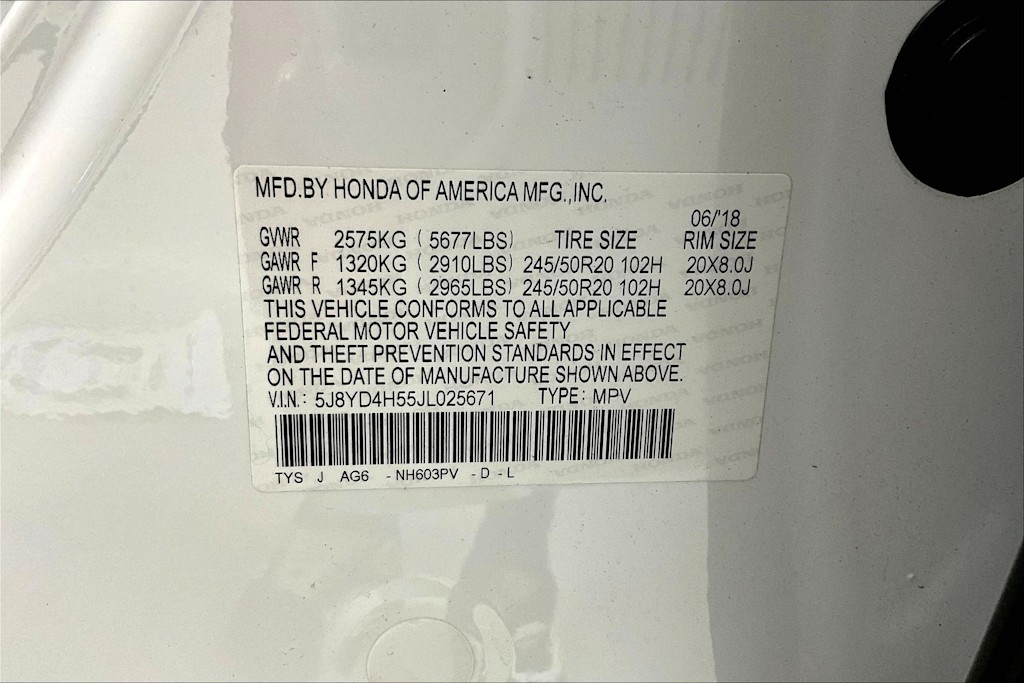 MFD.BY HONDA OF AMERICA MFG.,INC.
06/'18
GVWR 2575KG ( 5677LBS) TIRE SIZE RIM SIZE
GAWR F 1320KG ( 2910LBS) 245/50R20 102H 20X8.0J
GAWR R 1345KG ( 2965LBS) 245/50R20 102H 20X8.0J
THIS VEHICLE CONFORMS TO ALL APPLICABLE
FEDERAL MOTOR VEHICLE SAFETY
AND THEFT PREVENTION STANDARDS IN EFFECT
ON THE DATE OF MANUFACTURE SHOWN ABOVE.
V.I.N.: 5J8YD4H55JL025671 TYPE: MPV
TYS J AG6 -NH603PV -D -L